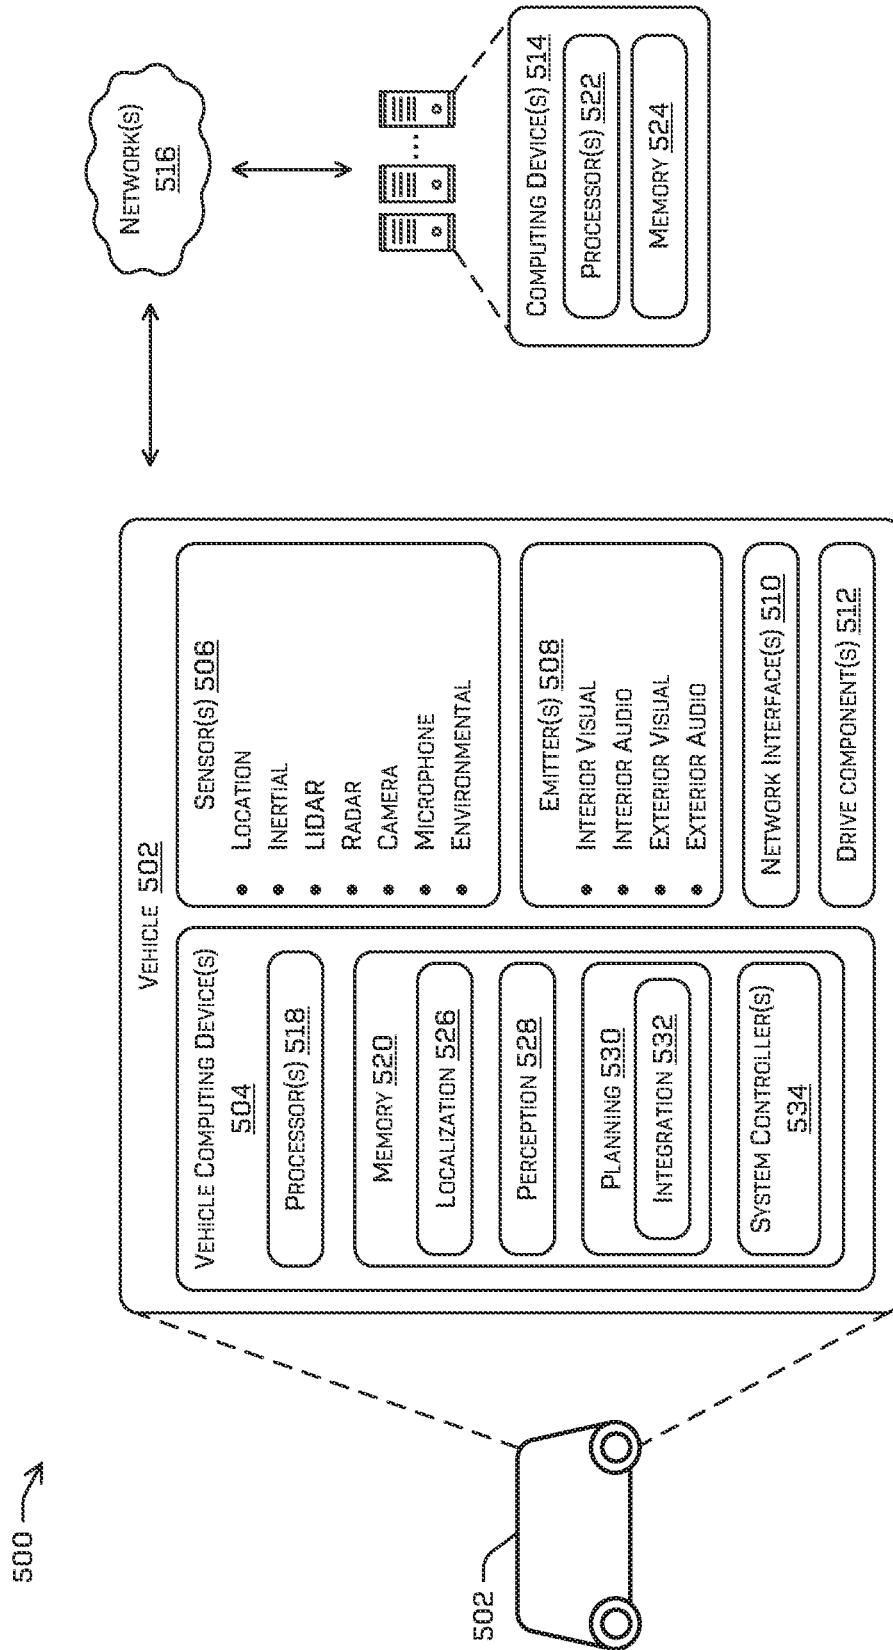 500
502
VEHICLE 502
VEHICLE COMPUTING DEVICE(S)
504
PROCESSOR(S) 518
MEMORY 520
LOCALIZATION 526
PERCEPTION 528
PLANNING 530
INTEGRATION 532
SYSTEM CONTROLLER(S)
534
SENSOR(S) 506
• LOCATION
• INERTIAL
• LIDAR
• RADAR
• CAMERA
• MICROPHONE
• ENVIRONMENTAL
EMITTER(S) 508
• INTERIOR VISUAL
• INTERIOR AUDIO
• EXTERIOR VISUAL
• EXTERIOR AUDIO
NETWORK INTERFACE(S) 510
DRIVE COMPONENT(S) 512
NETWORK(S)
516
COMPUTING DEVICE(S) 514
PROCESSOR(S) 522
MEMORY 524